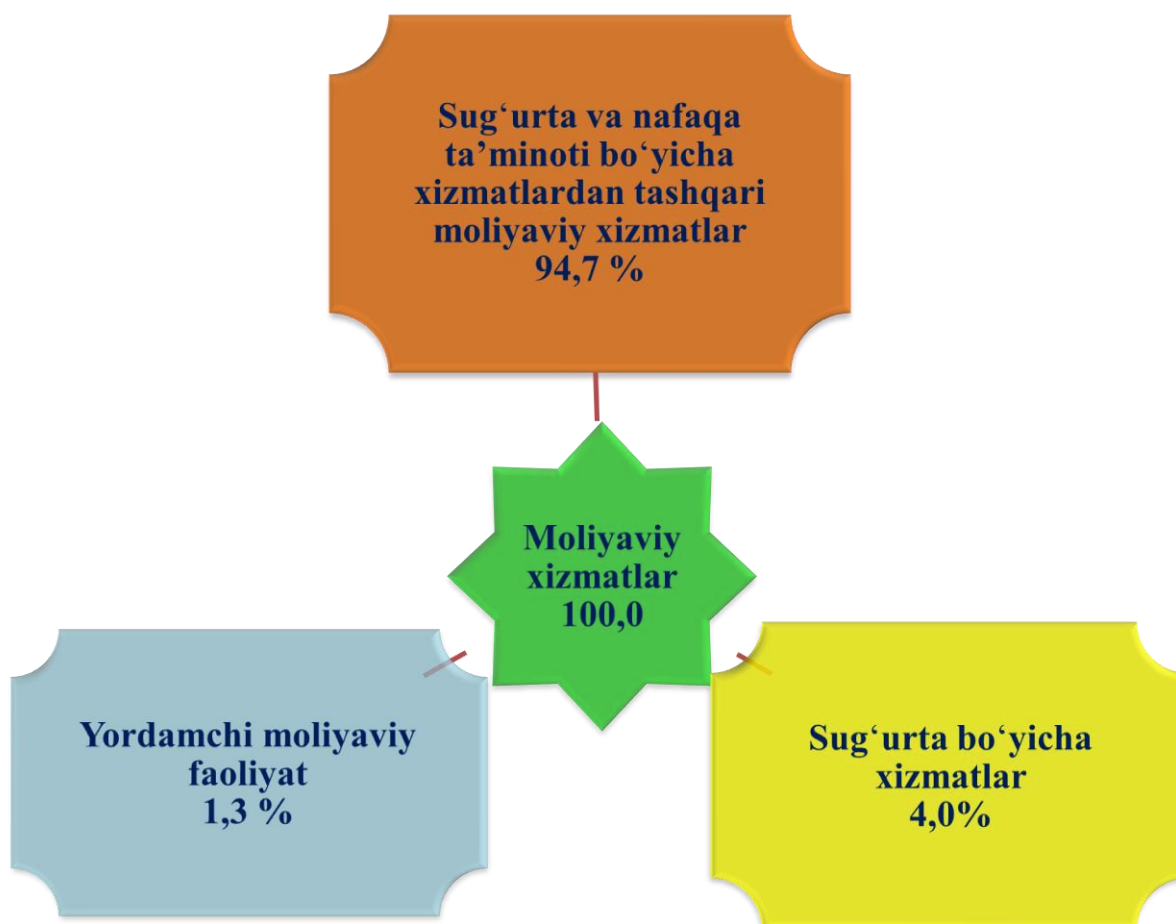 Sug‘urta va nafaqa
ta’minoti bo‘yicha
xizmatlardan tashqari
moliyaviy xizmatlar
94,7 %
Moliyaviy
xizmatlar
100,0
Yordamchi moliyaviy
faoliyat
1,3 %
Sug‘urta bo‘yicha
xizmatlar
4,0%